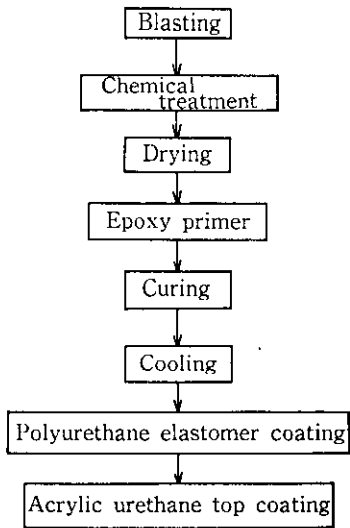 Blasting
Chemical
treatment
Drying
Epoxy primer
Curing
Cooling
Polyurethane elastomer coating
Acrylic urethane top coating